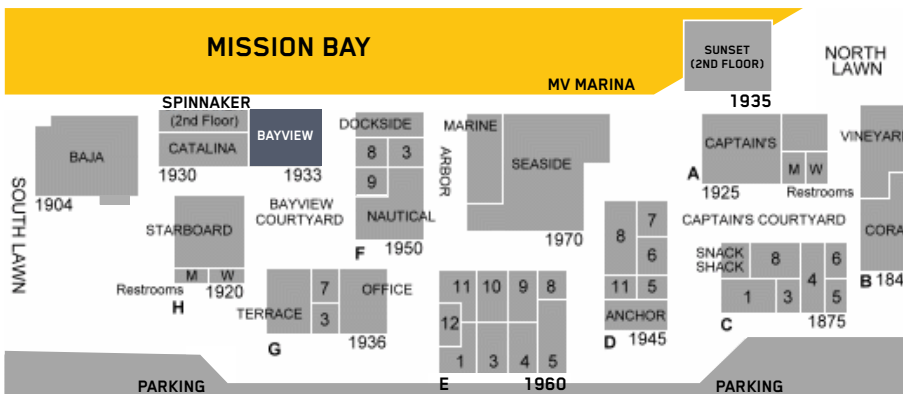 MISSION BAY
SUNSET
(2ND FLOOR)
NORTH
LAWN
MV MARINA
1935
SPINNAKER
(2nd Floor)
CATALINA
BAYVIEW
1930
1933
BAJA
1904
SOUTH LAWN
DOCKSIDE
8
3
9
NAUTICAL
F
1950
BAYVIEW
COURTYARD
ARBOR
MARINE
SEASIDE
1970
CAPTAIN'S
A
1925
M
W
Restrooms
VINEYARD
CORA
B
184
CAPTAIN'S COURTYARD
STARBOARD
M
W
Restrooms
1920
H
TERRACE
7
3
OFFICE
G
1936
11
10
9
8
12
1
3
4
5
E
1960
8
7
6
11
5
ANCHOR
D
1945
SNACK
SHACK
8
4
6
1
3
5
C
1875
PARKING
PARKING